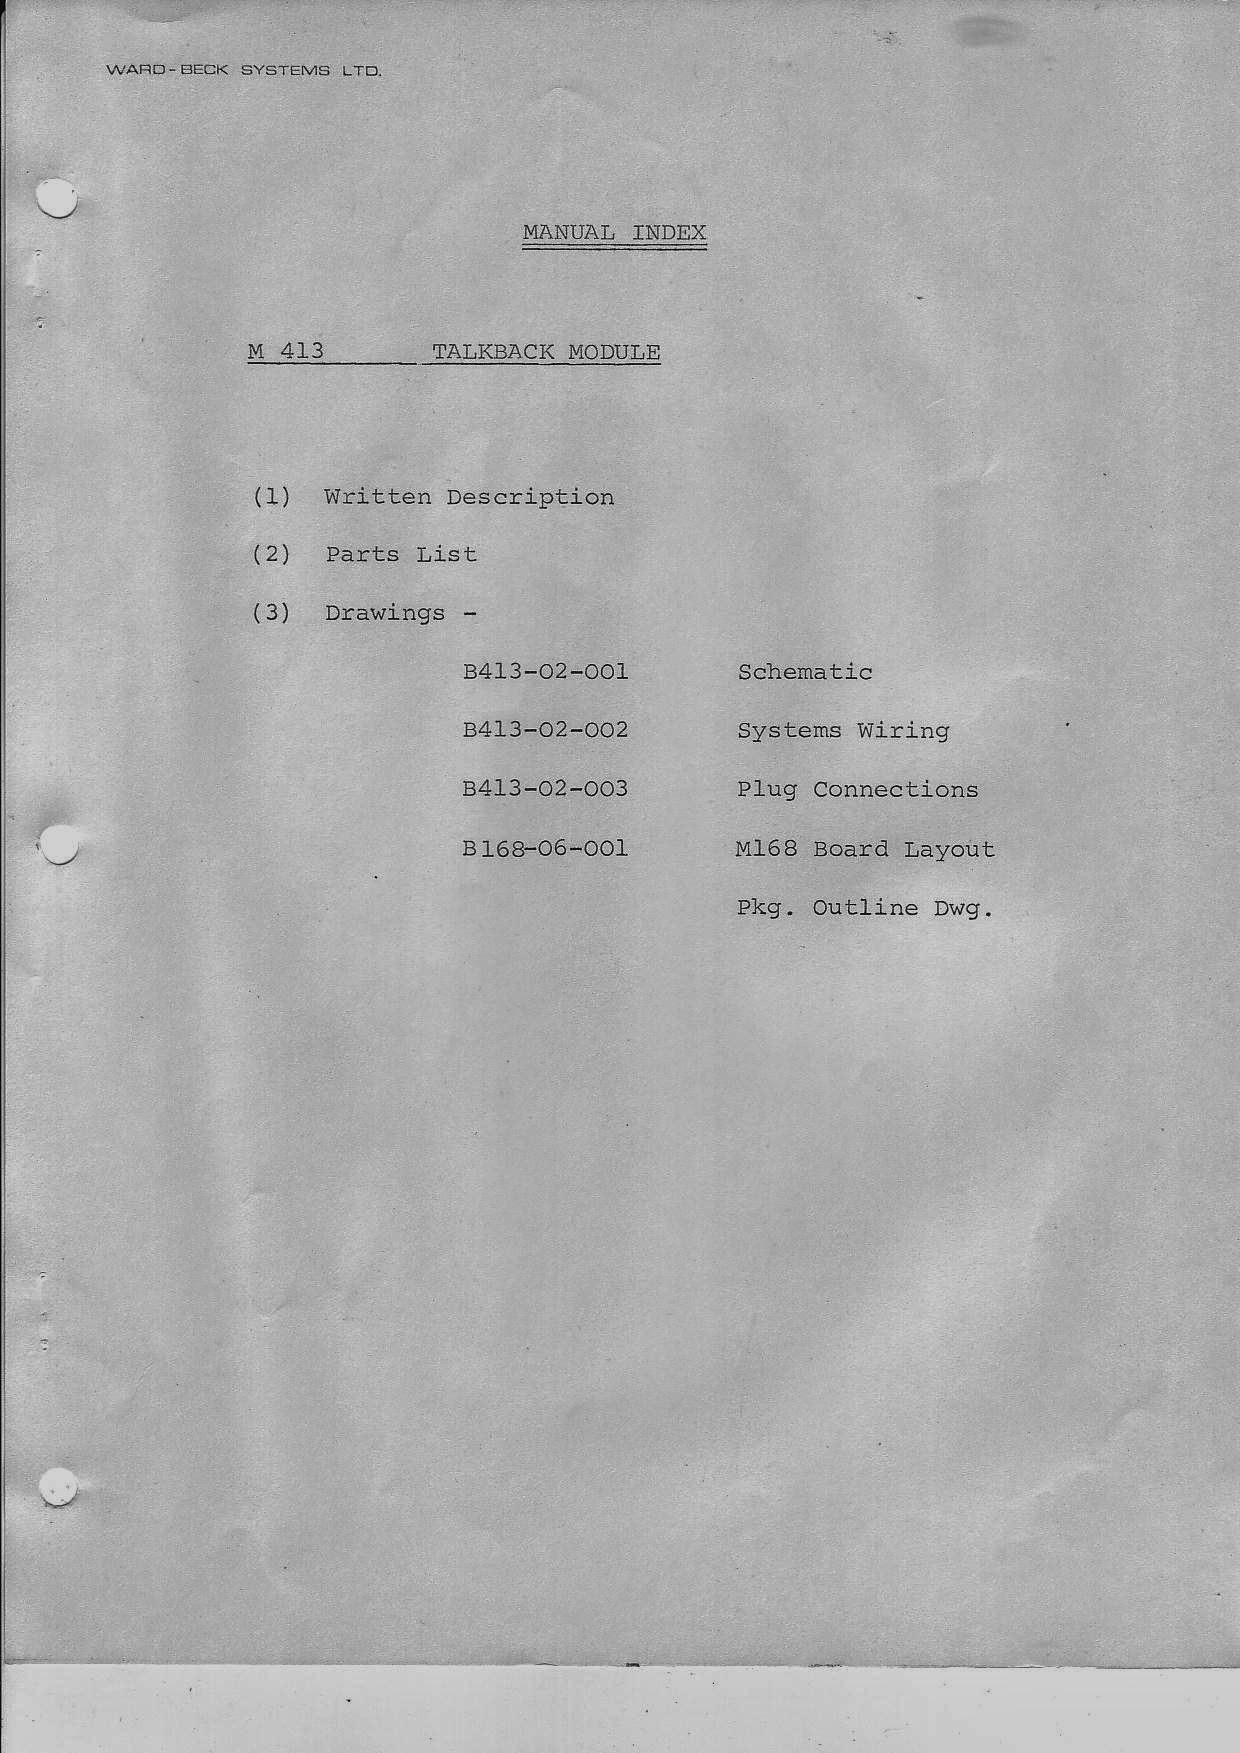 WARD-BECK SYSTEMS LTD.
MANUAL INDEX
M 413 TALKBACK MODULE
(1) Written Description
(2) Parts List
(3) Drawings -
B413-02-001 Schematic
B413-02-002 Systems Wiring
B413-02-003 Plug Connections
B168-06-001 M168 Board Layout
Pkg. Outline Dwg.